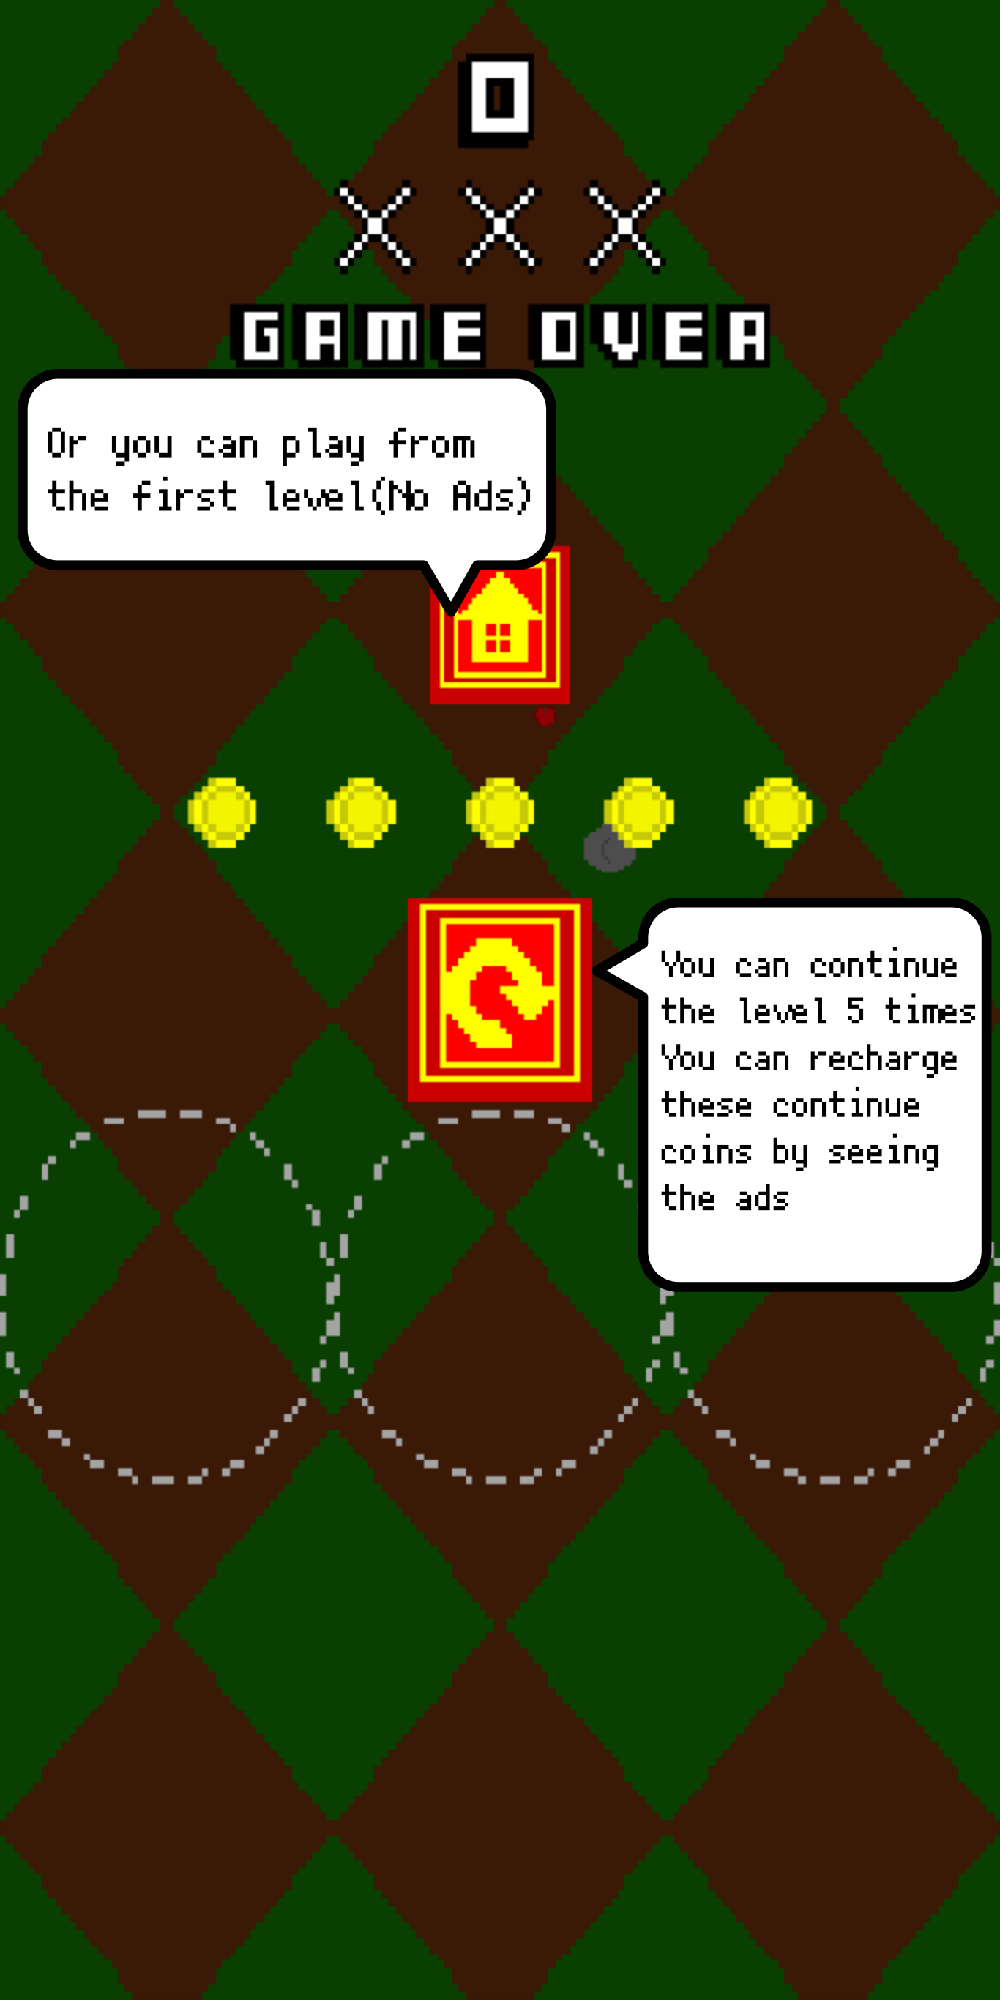 0
GAME OVEA
Or you can play from
the first level(No Ads)
You can continue
the level 5 times
You can recharge
these continue
coins by seeing
the ads